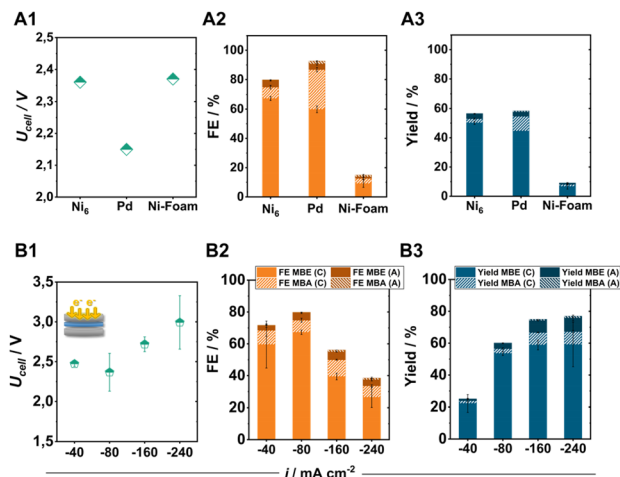 A1
A2
A3
2,5
2,4
2,3
2,2
2,1
2,0
U_cell / V
Ni₆
Pd
Ni-Foam
100
80
60
40
20
0
FE / %
Ni₆
Pd
Ni-Foam
100
80
60
40
20
0
Yield / %
Ni₆
Pd
Ni-Foam
B1
B2
B3
3,5
3,0
2,5
2,0
1,5
U_cell / V
-40
-80
-160
-240
FE MBE (C)
FE MBE (A)
FE MBA (C)
FE MBA (A)
100
80
60
40
20
0
FE / %
-40
-80
-160
-240
Yield MBE (C)
Yield MBE (A)
Yield MBA (C)
Yield MBA (A)
100
80
60
40
20
0
Yield / %
-40
-80
-160
-240
i / mA cm⁻²